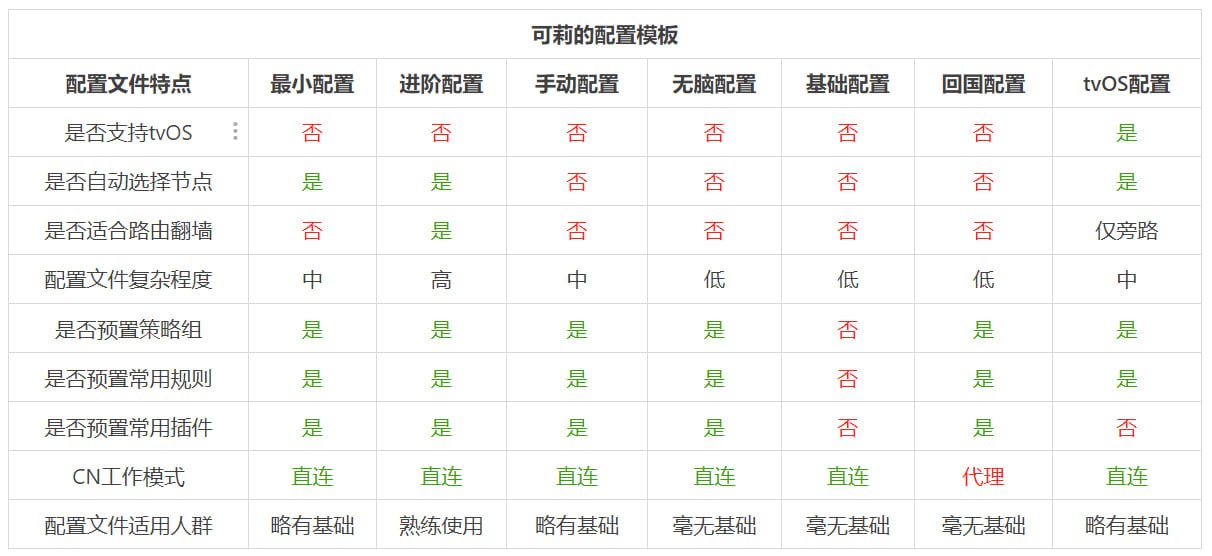 可莉的配置模板
配置文件特点 最小配置 进阶配置 手动配置 无脑配置 基础配置 回国配置 tvOS配置
是否支持tvOS 否 否 否 否 否 否 是
是否自动选择节点 是 是 否 否 否 否 是
是否适合路由翻墙 否 是 否 否 否 否 仅旁路
配置文件复杂程度 中 高 中 低 低 低 中
是否预置策略组 是 是 是 是 否 是 是
是否预置常用规则 是 是 是 是 否 是 是
是否预置常用插件 是 是 是 是 否 是 否
CN工作模式 直连 直连 直连 直连 直连 代理 直连
配置文件适用人群 略有基础 熟练使用 略有基础 毫无基础 毫无基础 毫无基础 略有基础